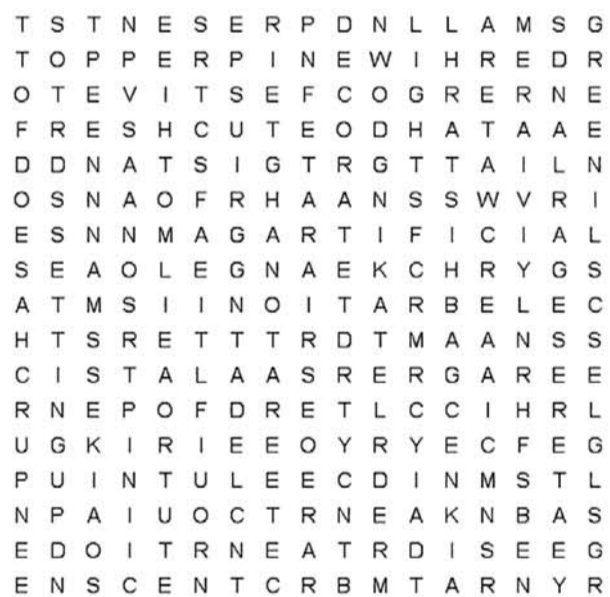 T S T N E S E R P D N L L A M S G
T O P P E R P I N E W I H R E D R
O T E V I T S E F C O G R E R N E
F R E S H C U T E O D H A T A A E
D D N A T S I G T R G T T A I L N
O S N A O F R H A A N S S W V R I
E S N N M A G A R T I F I C I A L
S E A O L E G N A E K C H R Y G S
A T M S I I N O I T A R B E L E C
H T S R E T T T R D T M A A N S S
C I S T A L A A S R E R G A R E E
R N E P O F D R E T L C C I H R L
U G K I R I E E O Y R Y E C F E G
P U I N T U L E E C D I N M S T L
N P A I U O C T R N E A K N B A S
E D O I T R N E A T R D I S E E G
E N S C E N T C R B M T A R N Y R